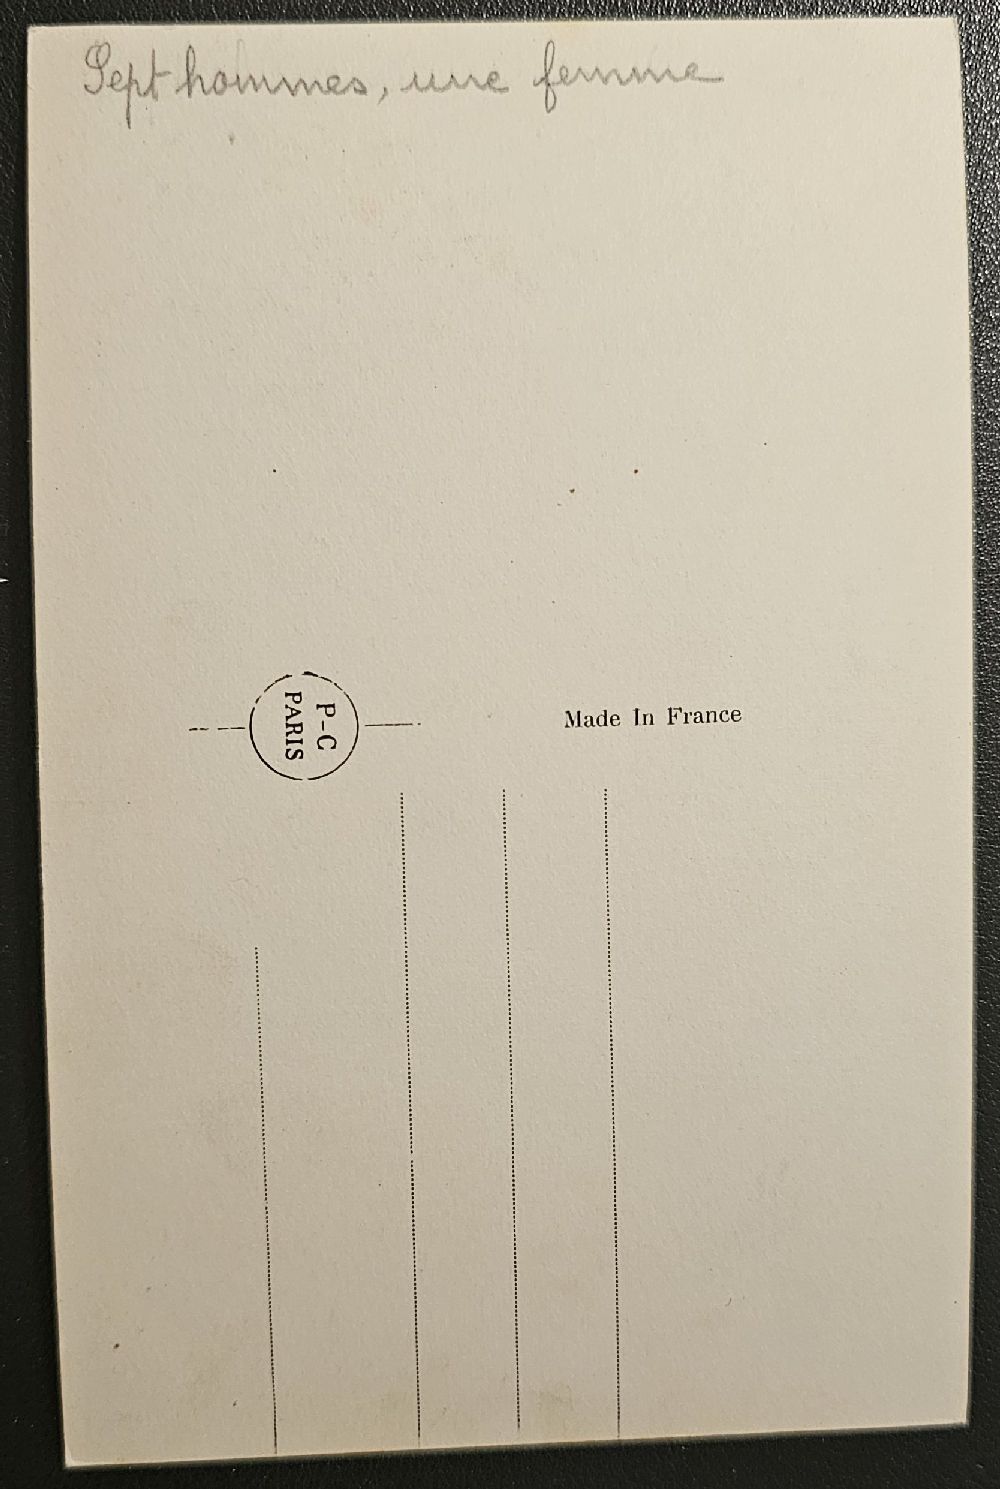 Sept hommes, une femme
P-C
PARIS
Made In France